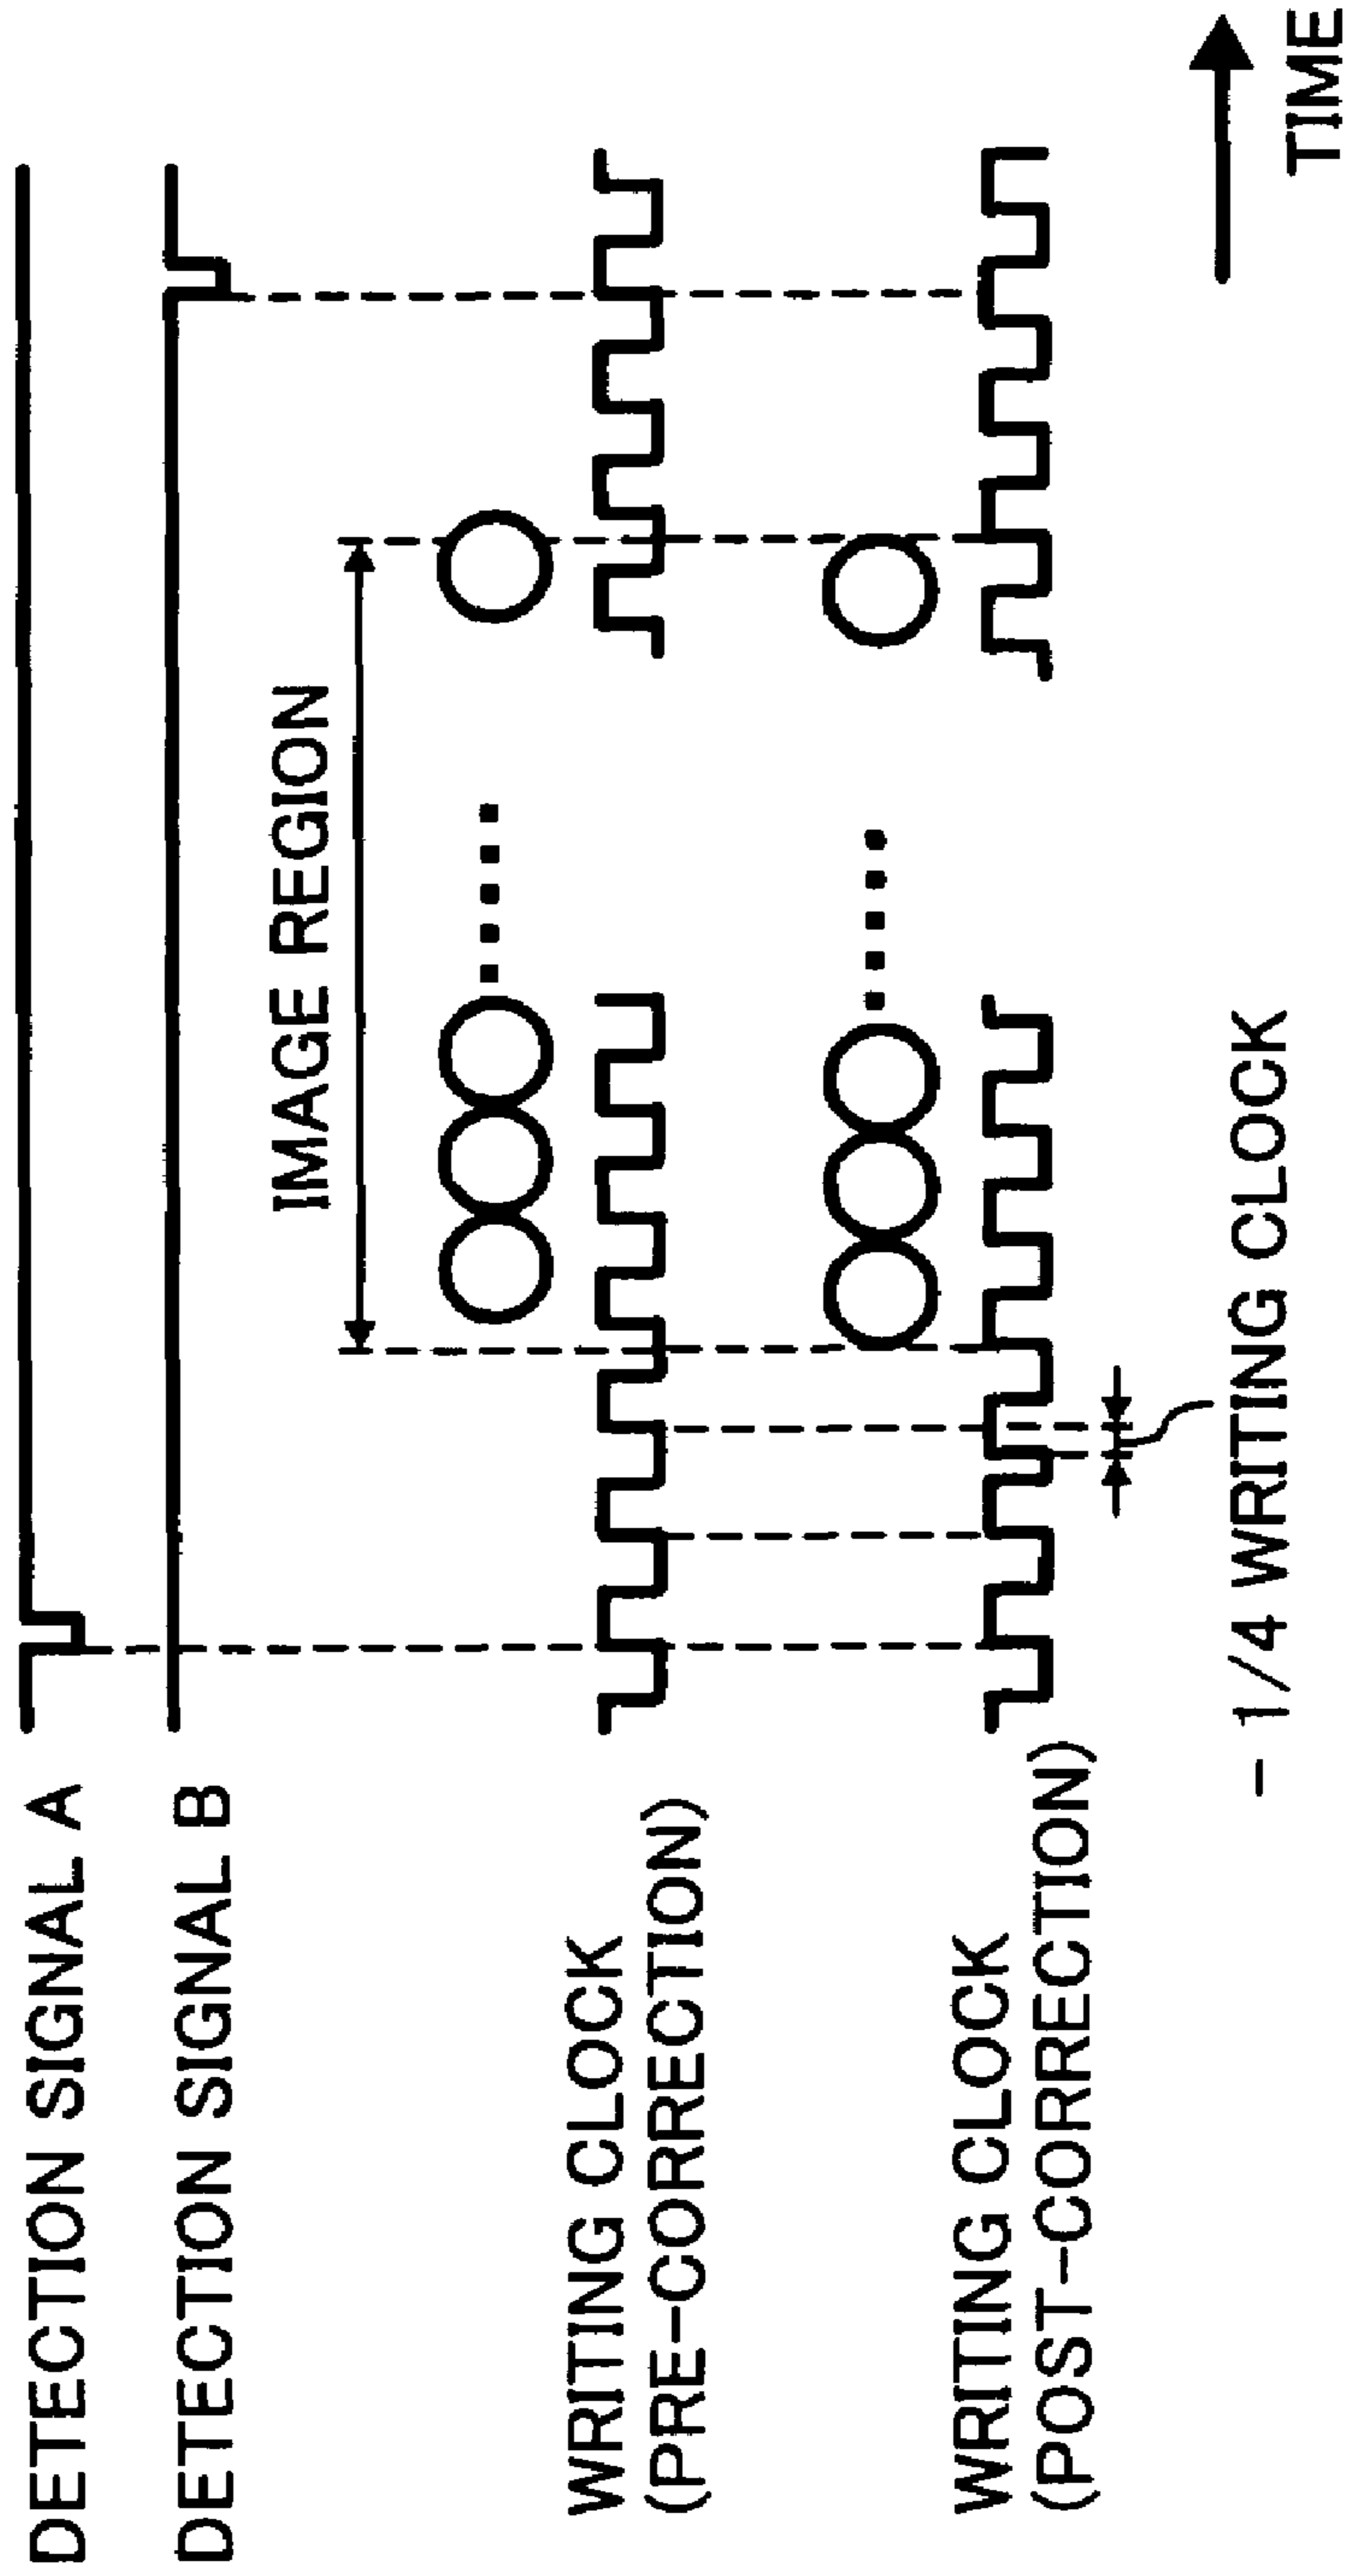 DETECTION SIGNAL A
DETECTION SIGNAL B
IMAGE REGION
WRITING CLOCK
(PRE-CORRECTION)
WRITING CLOCK
(POST-CORRECTION)
- 1/4 WRITING CLOCK
TIME